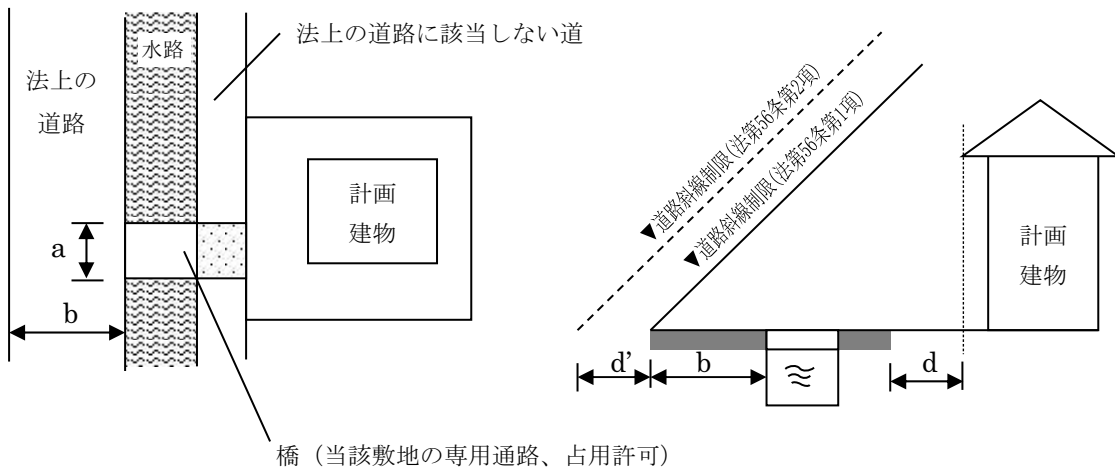 法上の道路に該当しない道
水路
法上の
道路
計画
建物
a
b
橋（当該敷地の専用通路、占用許可）
▲道路斜線制限(法第56条第2項)
▲道路斜線制限(法第56条第1項)
計画
建物
d’
b
d